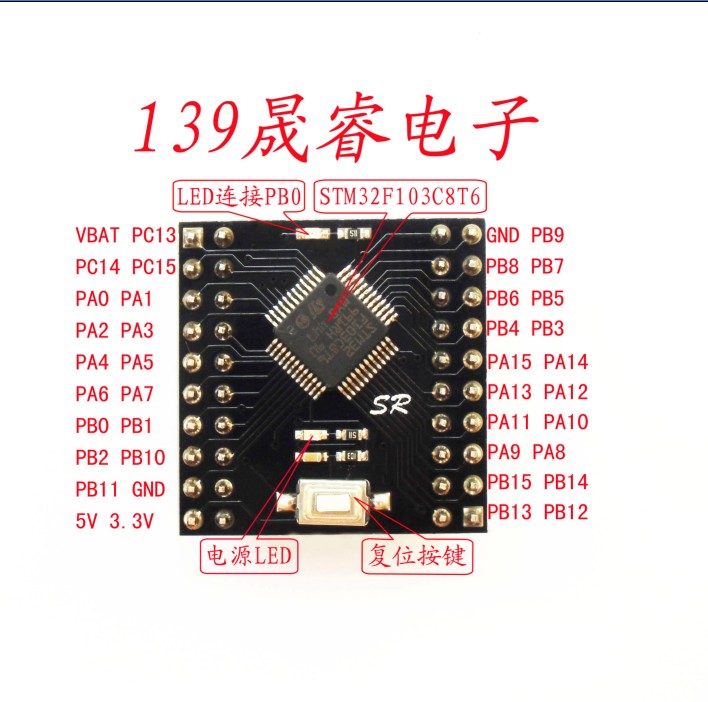 139晟睿电子
LED连接PB0
STM32F103C8T6
VBAT PC13
GND PB9
PC14 PC15
PB8 PB7
PA0 PA1
PB6 PB5
PA2 PA3
PB4 PB3
PA4 PA5
PA15 PA14
PA6 PA7
PA13 PA12
PB0 PB1
PA11 PA10
PB2 PB10
PA9 PA8
PB11 GND
PB15 PB14
5V 3.3V
PB13 PB12
SR
电源LED
复位按键